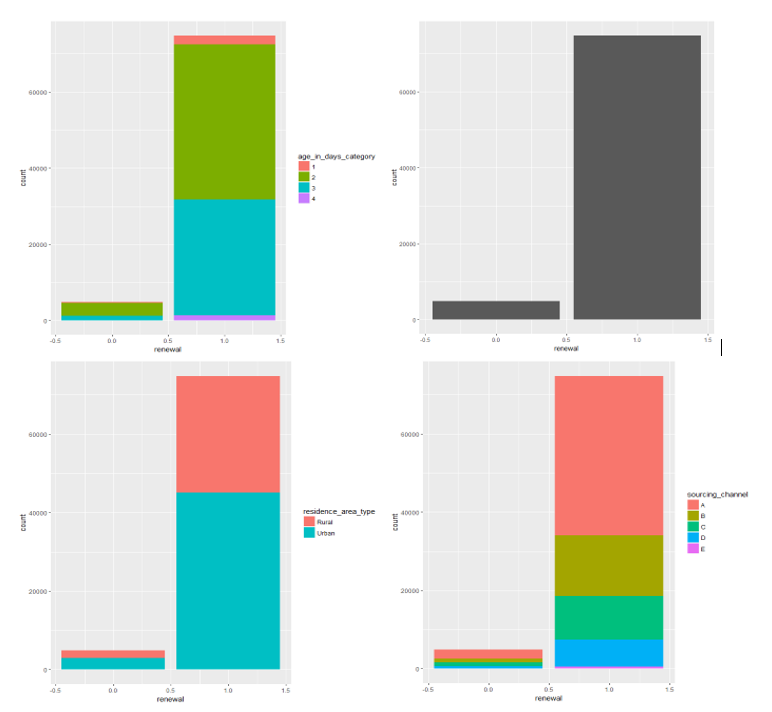 60000
40000
20000
0
count
-0.5 0.0 0.5 1.0 1.5
renewal
age_in_days_category
1
2
3
4
60000
40000
20000
0
count
-0.5 0.0 0.5 1.0 1.5
renewal
60000
40000
20000
0
count
-0.5 0.0 0.5 1.0 1.5
renewal
residence_area_type
Rural
Urban
60000
40000
20000
0
count
-0.5 0.0 0.5 1.0 1.5
renewal
sourcing_channel
A
B
C
D
E